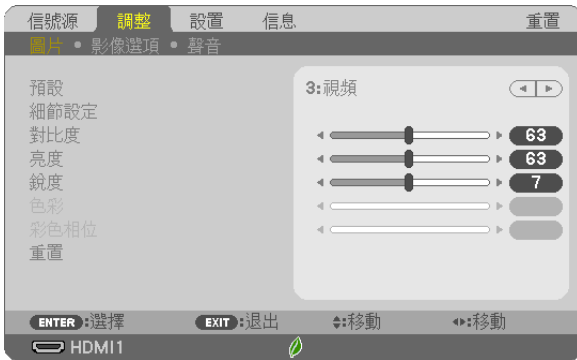 信號源 調整 設置 信息 重置
圖片 • 影像選項 • 聲音
預設 3:視頻
細節設定
對比度 63
亮度 63
銳度 7
色彩
彩色相位
重置
ENTER:選擇 EXIT:退出 :移動 :移動
HDMI1